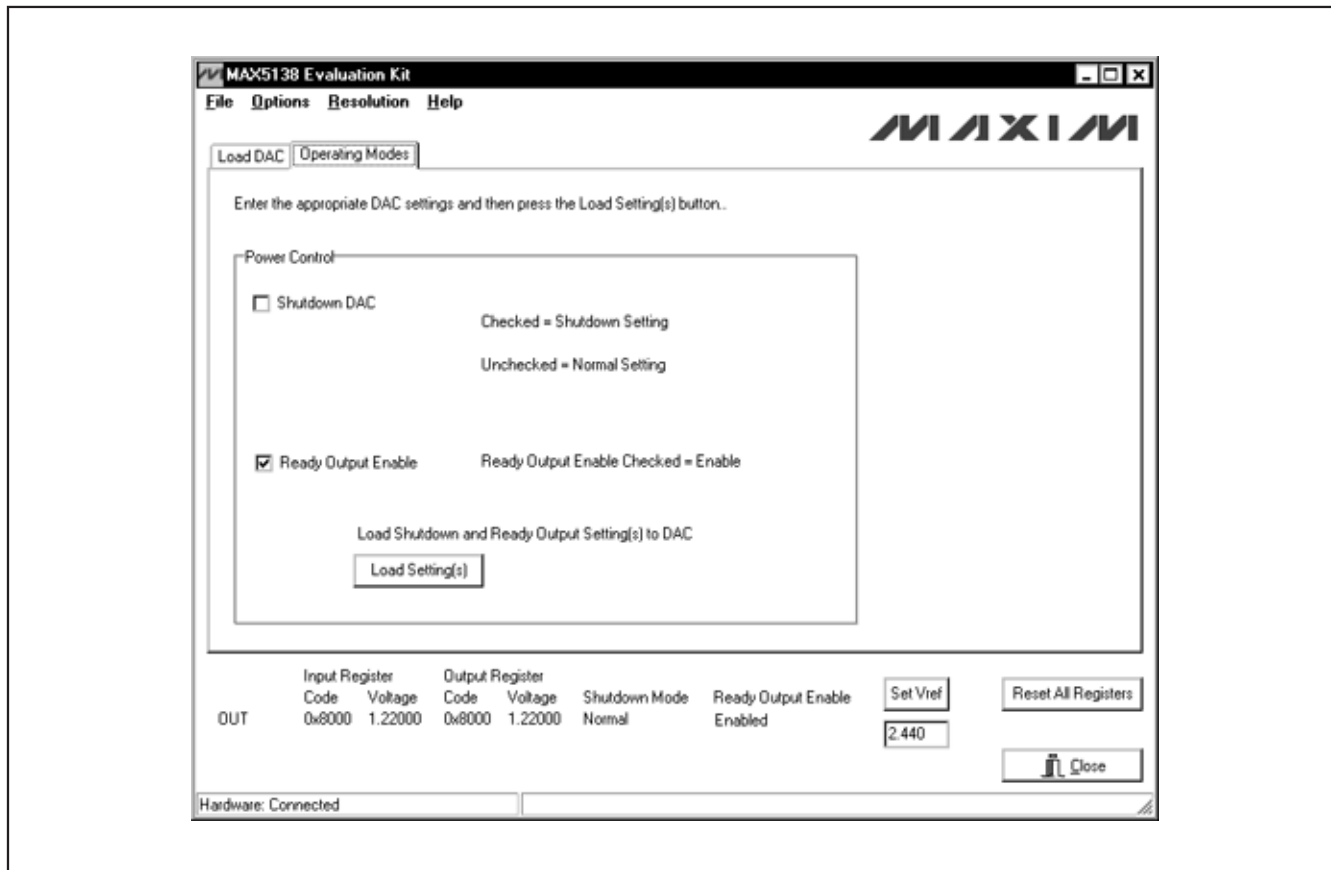 MAX5138 Evaluation Kit
File Options Resolution Help
MAXIM
Load DAC Operating Modes
Enter the appropriate DAC settings and then press the Load Setting(s) button..
Power Control
Shutdown DAC
Checked = Shutdown Setting
Unchecked = Normal Setting
Ready Output Enable Ready Output Enable Checked = Enable
Load Shutdown and Ready Output Setting(s) to DAC
Load Setting(s)
Input Register Output Register
Code Voltage Code Voltage Shutdown Mode Ready Output Enable Set Vref Reset All Registers
OUT 0x8000 1.22000 0x8000 1.22000 Normal Enabled
2.440
Close
Hardware: Connected